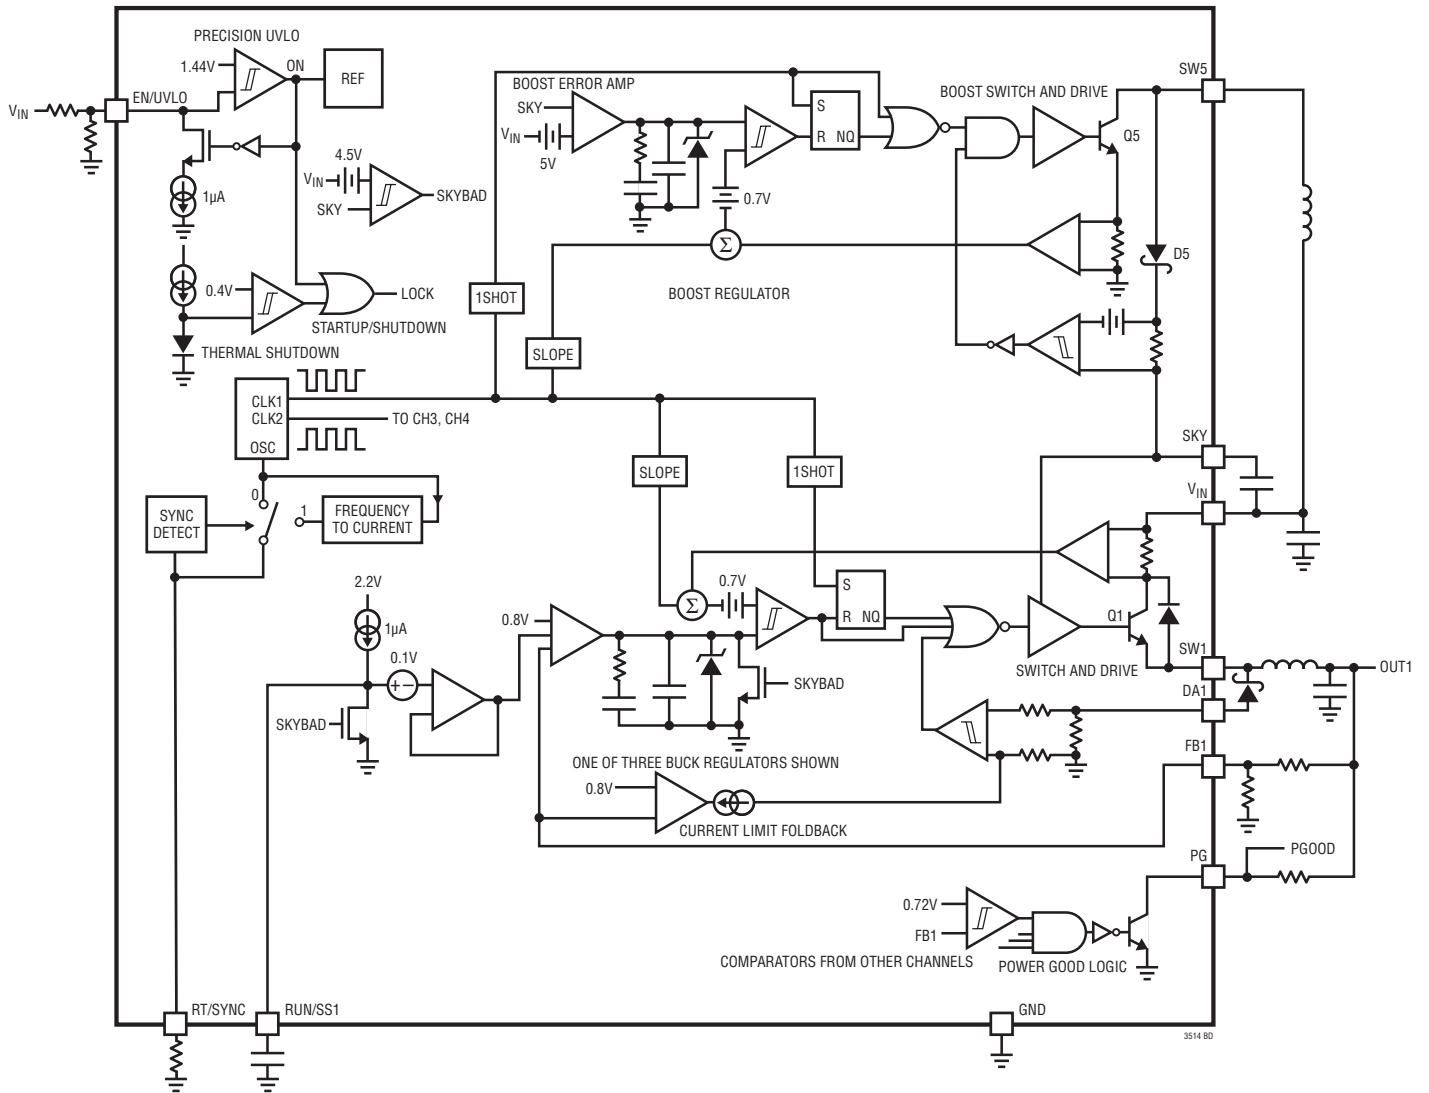 PRECISION UVLO
1.44V
ON
REF
EN/UVLO
VIN
1µA
4.5V
VIN
SKY
SKYBAD
0.4V
LOCK
STARTUP/SHUTDOWN
THERMAL SHUTDOWN
BOOST ERROR AMP
SKY
VIN
5V
0.7V
S
R NQ
Σ
BOOST SWITCH AND DRIVE
Q5
SW5
D5
BOOST REGULATOR
1SHOT
SLOPE
CLK1
CLK2
OSC
TO CH3, CH4
SYNC
DETECT
0
1
FREQUENCY
TO CURRENT
SLOPE
1SHOT
SKY
VIN
2.2V
1µA
0.1V
+−
SKYBAD
0.8V
Σ
0.7V
S
R NQ
SKYBAD
Q1
SWITCH AND DRIVE
SW1
OUT1
DA1
FB1
ONE OF THREE BUCK REGULATORS SHOWN
0.8V
CURRENT LIMIT FOLDBACK
PG
PGOOD
0.72V
FB1
COMPARATORS FROM OTHER CHANNELS
POWER GOOD LOGIC
RT/SYNC
RUN/SS1
GND
3514 BD